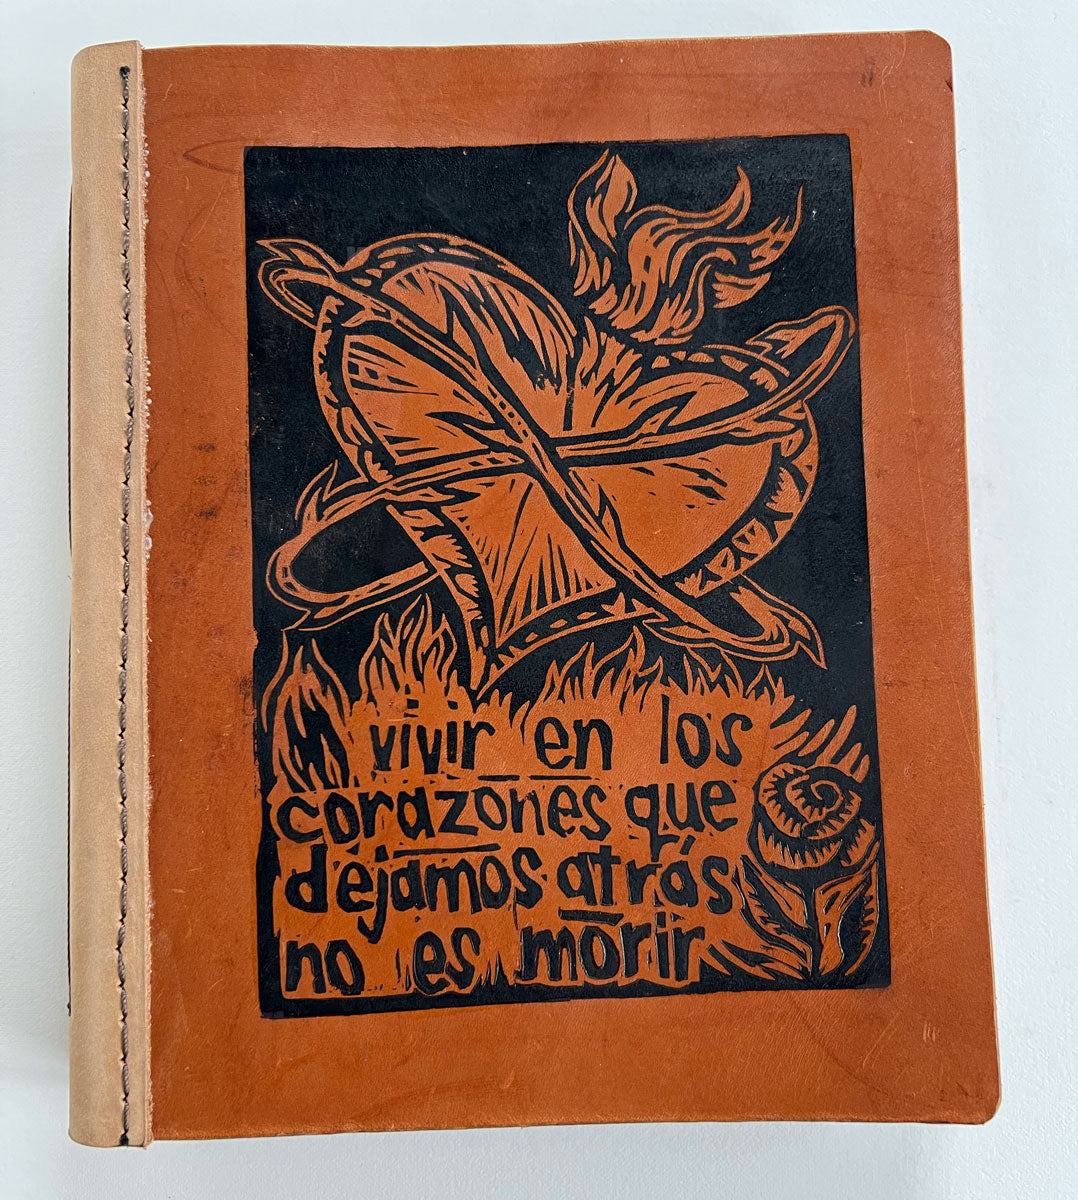 vivir en los
corazones que
dejamos atrás
no es morir